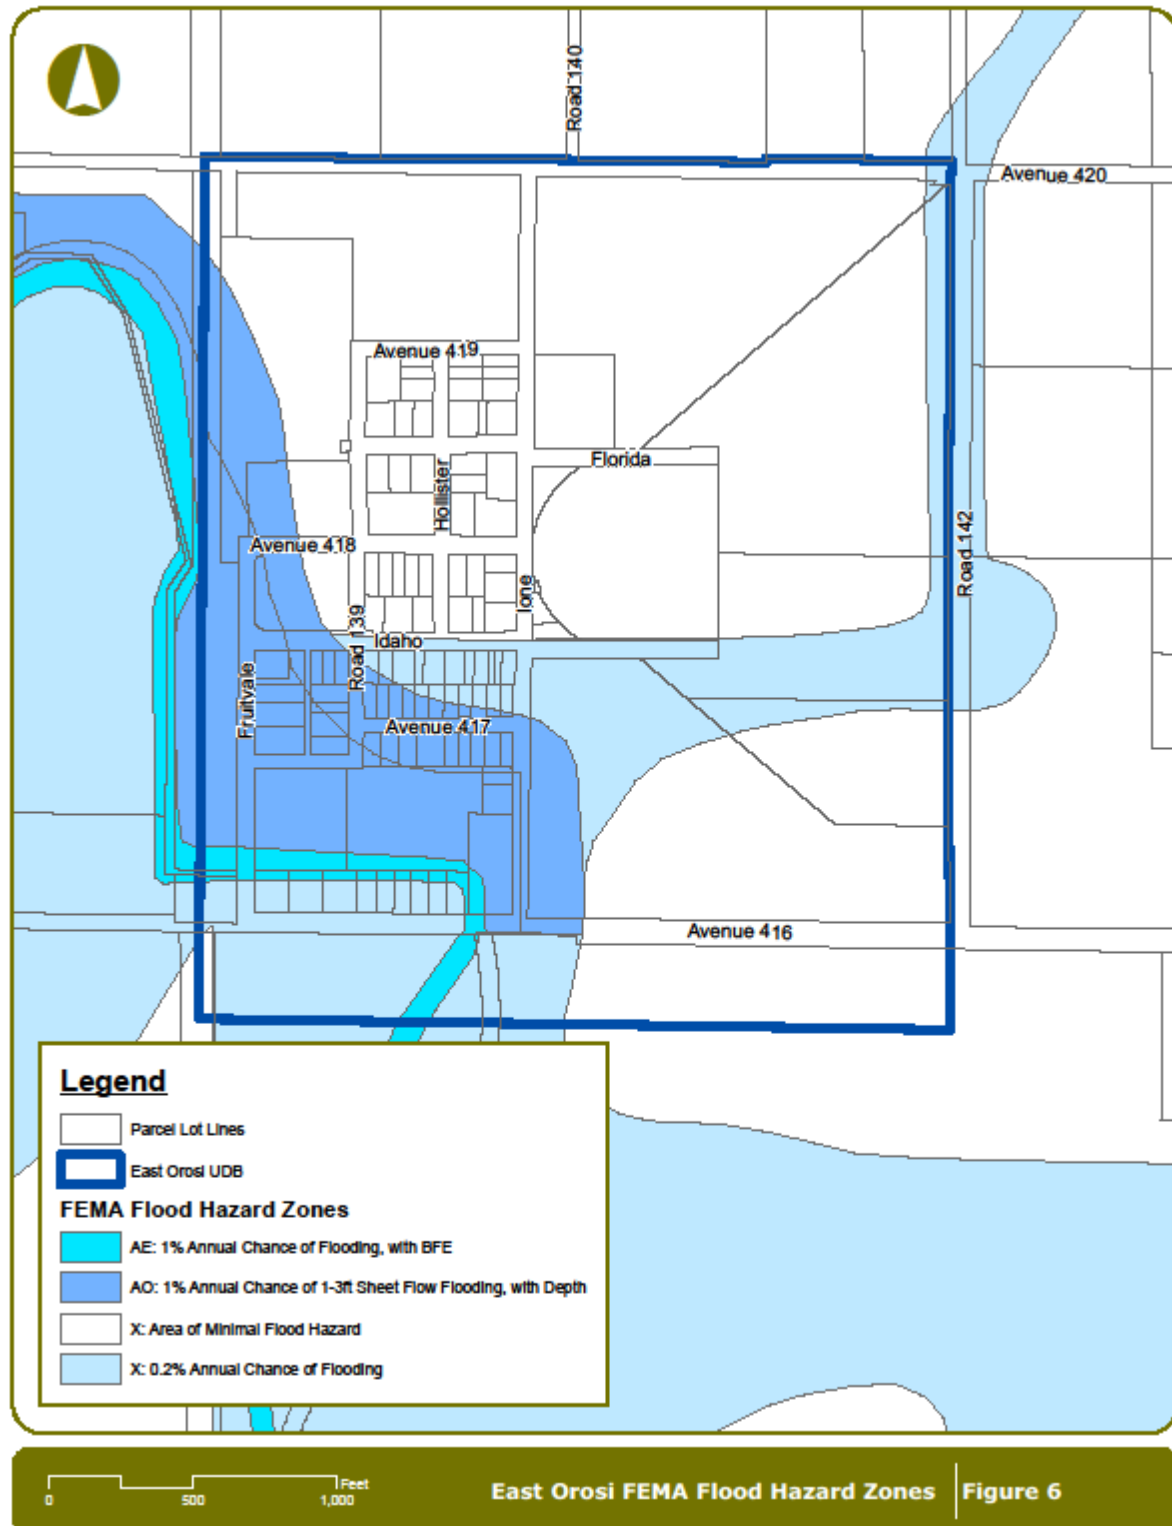 Road 140
Avenue 420
Avenue 419
Florida
Hollister
Avenue 418
Ione
Road 142
Road 139
Idaho
Fruitvale
Avenue 417
Avenue 416
Legend
Parcel Lot Lines
East Orosi UDB
FEMA Flood Hazard Zones
AE: 1% Annual Chance of Flooding, with BFE
AO: 1% Annual Chance of 1-3ft Sheet Flow Flooding, with Depth
X: Area of Minimal Flood Hazard
X: 0.2% Annual Chance of Flooding
Feet
0 500 1,000
East Orosi FEMA Flood Hazard Zones Figure 6